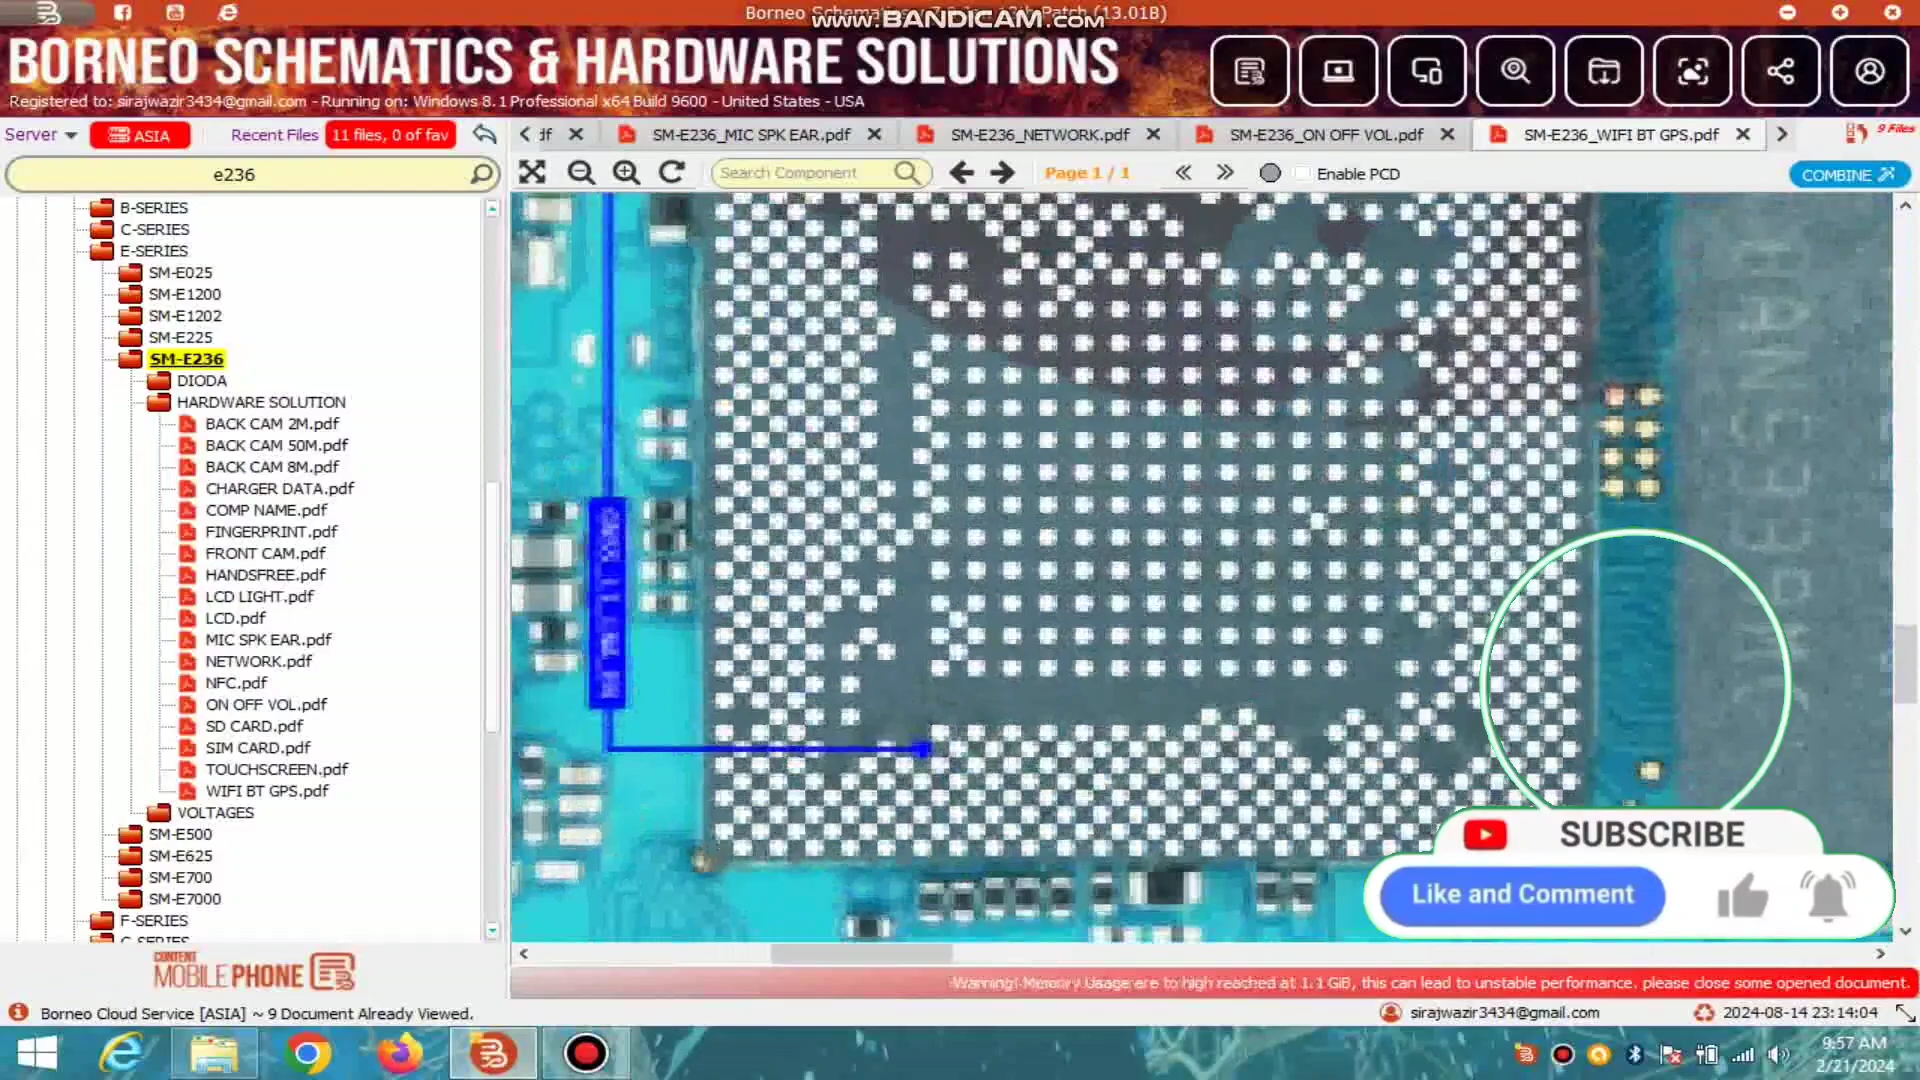 Borneo Schematics
Patch (13.01B)
www.BANDICAM.com
BORNEO SCHEMATICS & HARDWARE SOLUTIONS
Registered to: sirajwazir3434@gmail.com - Running on: Windows 8.1 Professional x64 Build 9600 - United States - USA
Server
ASIA
Recent Files
11 files, 0 of fav
df
SM-E236_MIC SPK EAR.pdf
SM-E236_NETWORK.pdf
SM-E236_ON OFF VOL.pdf
SM-E236_WIFI BT GPS.pdf
9 Files
e236
Search Component
Page 1 / 1
Enable PCD
COMBINE
B-SERIES
C-SERIES
E-SERIES
SM-E025
SM-E1200
SM-E1202
SM-E225
SM-E236
DIODA
HARDWARE SOLUTION
BACK CAM 2M.pdf
BACK CAM 50M.pdf
BACK CAM 8M.pdf
CHARGER DATA.pdf
COMP NAME.pdf
FINGERPRINT.pdf
FRONT CAM.pdf
HANDSFREE.pdf
LCD LIGHT.pdf
LCD.pdf
MIC SPK EAR.pdf
NETWORK.pdf
NFC.pdf
ON OFF VOL.pdf
SD CARD.pdf
SIM CARD.pdf
TOUCHSCREEN.pdf
WIFI BT GPS.pdf
VOLTAGES
SM-E500
SM-E625
SM-E700
SM-E7000
F-SERIES
G-SERIES
SUBSCRIBE
Like and Comment
CONTENT
MOBILE PHONE
Warning! Memory Usage are to high reached at 1.1 GiB, this can lead to unstable performance, please close some opened document.
Borneo Cloud Service [ASIA] ~ 9 Document Already Viewed.
sirajwazir3434@gmail.com
2024-08-14 23:14:04
9:57 AM
2/21/2024